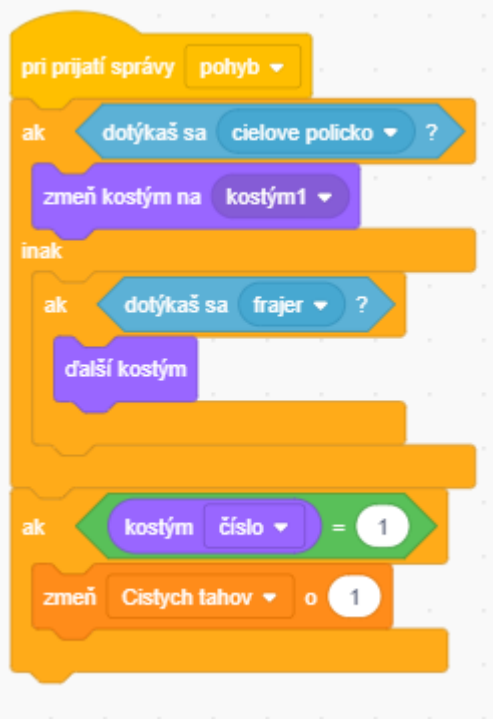 pri prijatí správy pohyb
ak dotýkaš sa cielove policko ?
zmeň kostým na kostým1
inak
ak dotýkaš sa frajer ?
ďalší kostým
ak kostým číslo = 1
zmeň Cistych tahov o 1